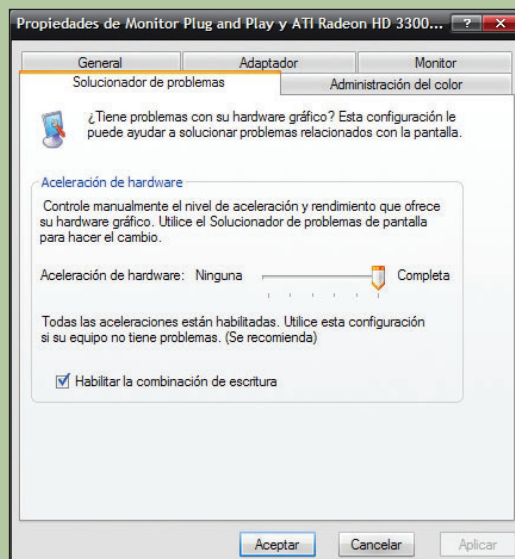 Propiedades de Monitor Plug and Play y ATI Radeon HD 3300...
General Adaptador Monitor
Solucionador de problemas Administración del color
¿Tiene problemas con su hardware gráfico? Esta configuración le
puede ayudar a solucionar problemas relacionados con la pantalla.
Aceleración de hardware
Controle manualmente el nivel de aceleración y rendimiento que ofrece
su hardware gráfico. Utilice el Solucionador de problemas de pantalla
para hacer el cambio.
Aceleración de hardware: Ninguna Completa
Todas las aceleraciones están habilitadas. Utilice esta configuración
si su equipo no tiene problemas. (Se recomienda)
Habilitar la combinación de escritura
Aceptar Cancelar Aplicar